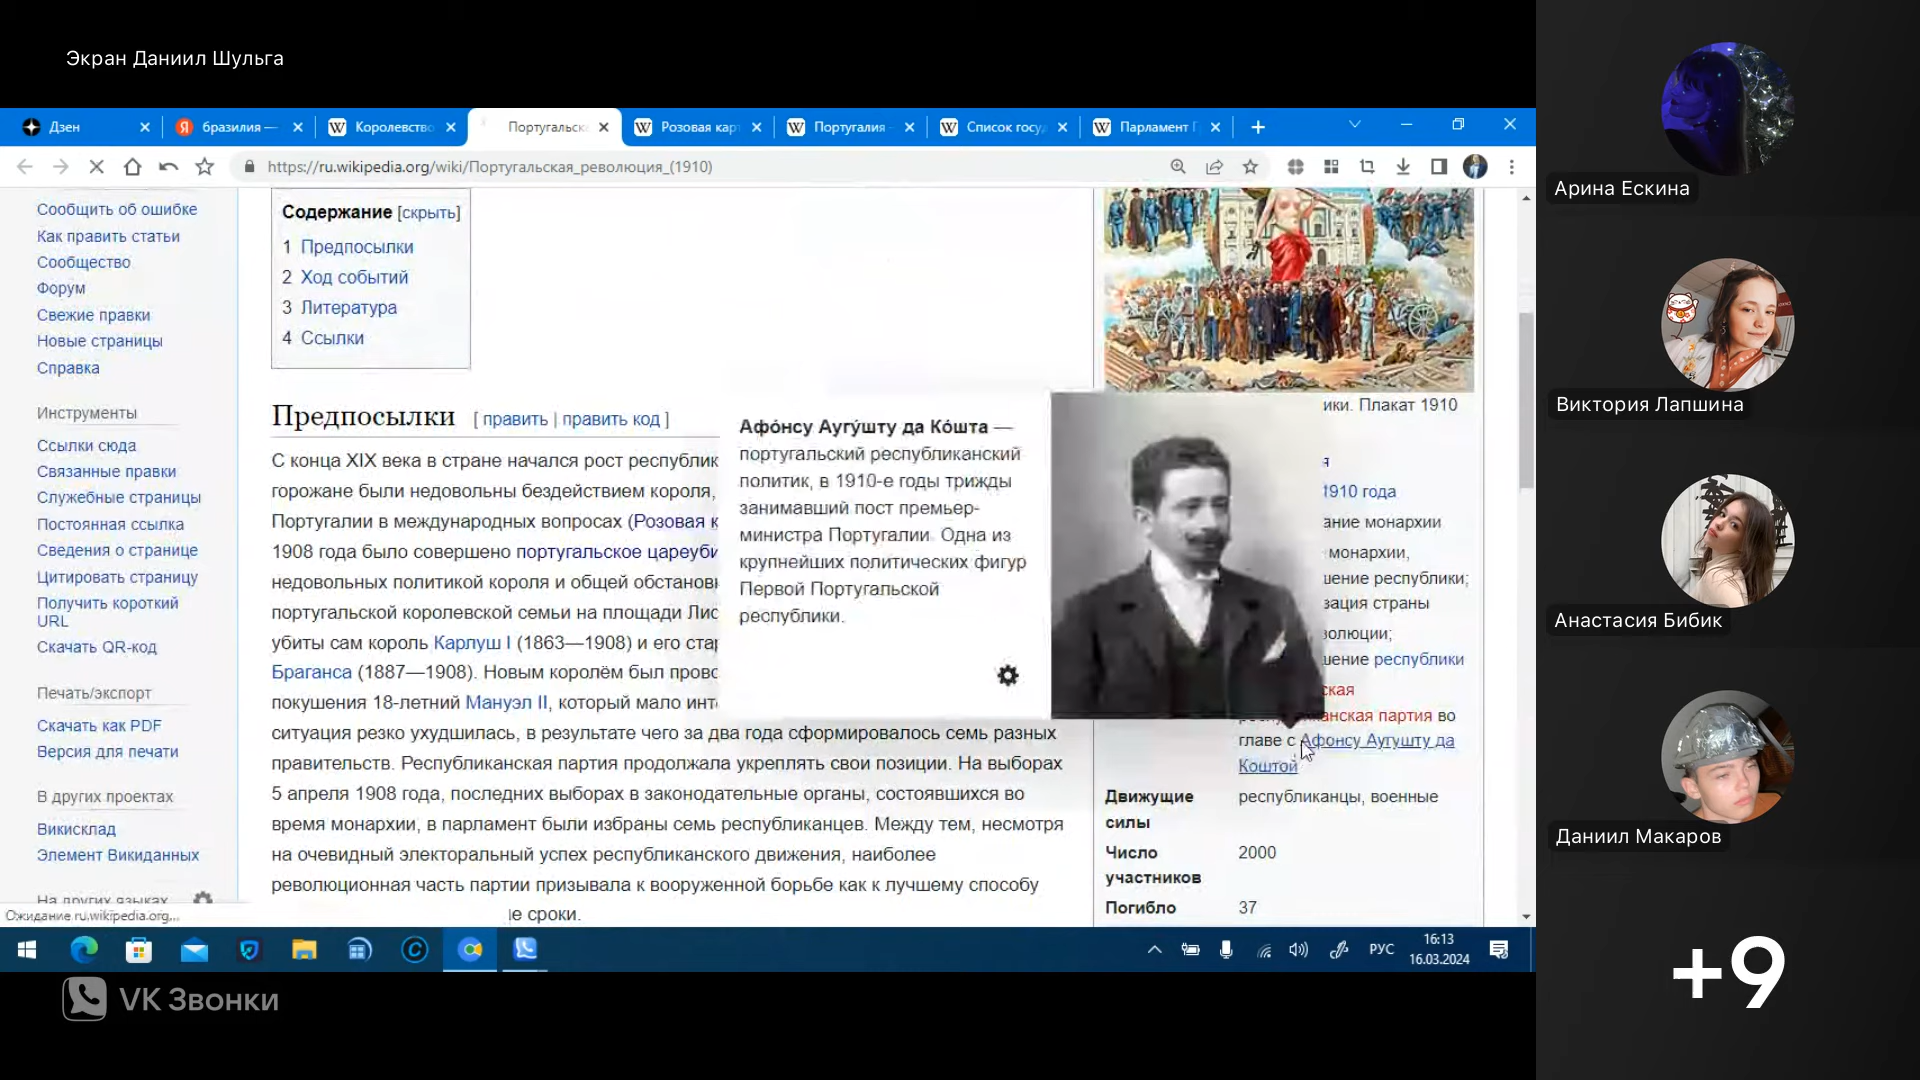 Экран Даниил Шульга
Дзен
бразилия —
Королевство
Португальск
Розовая кар
Португалия
Список госу
Парламент
https://ru.wikipedia.org/wiki/Португальская_революция_(1910)
Сообщить об ошибке
Как править статьи
Сообщество
Форум
Свежие правки
Новые страницы
Справка
Инструменты
Ссылки сюда
Связанные правки
Служебные страницы
Постоянная ссылка
Сведения о странице
Цитировать страницу
Получить короткий
URL
Скачать QR-код
Печать/экспорт
Скачать как PDF
Версия для печати
В других проектах
Викисклад
Элемент Викиданных
На других языках
Ожидание ru.wikipedia.org...
Содержание [скрыть]
1 Предпосылки
2 Ход событий
3 Литература
4 Ссылки
Предпосылки [ править | править код ]
С конца XIX века в стране начался рост республик
горожане были недовольны бездействием короля,
Португалии в международных вопросах (Розовая к
1908 года было совершено португальское цареуби
недовольных политикой короля и общей обстановк
португальской королевской семьи на площади Лис
убиты сам король Карлуш I (1863—1908) и его стар
Браганса (1887—1908). Новым королём был прово
покушения 18-летний Мануэл II, который мало инт
ситуация резко ухудшилась, в результате чего за два года сформировалось семь разных
правительств. Республиканская партия продолжала укреплять свои позиции. На выборах
5 апреля 1908 года, последних выборах в законодательные органы, состоявшихся во
время монархии, в парламент были избраны семь республиканцев. Между тем, несмотря
на очевидный электоральный успех республиканского движения, наиболее
революционная часть партии призывала к вооруженной борьбе как к лучшему способу
е сроки.
Афо́нсу Аугу́шту да Ко́шта —
португальский республиканский
политик, в 1910-е годы трижды
занимавший пост премьер-
министра Португалии. Одна из
крупнейших политических фигур
Первой Португальской
республики.
ики. Плакат 1910
я
1910 года
ание монархии
монархии,
шение республики;
зация страны
волюции;
шение республики
ская
республиканская партия во
главе с Афонсу Аугушту да
Коштой
Движущие силы
республиканцы, военные
Число участников
2000
Погибло
37
РУС
16:13
16.03.2024
VK Звонки
Арина Ескина
Виктория Лапшина
Анастасия Бибик
Даниил Макаров
+9